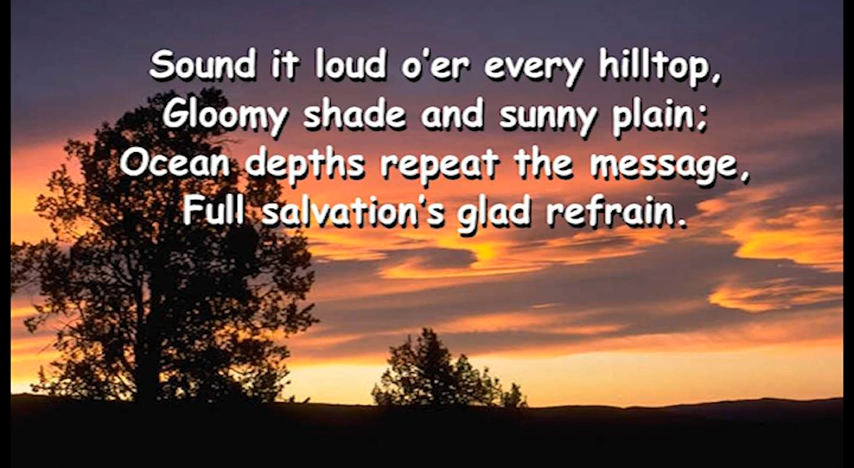 Sound it loud o'er every hilltop,
Gloomy shade and sunny plain;
Ocean depths repeat the message,
Full salvation's glad refrain.